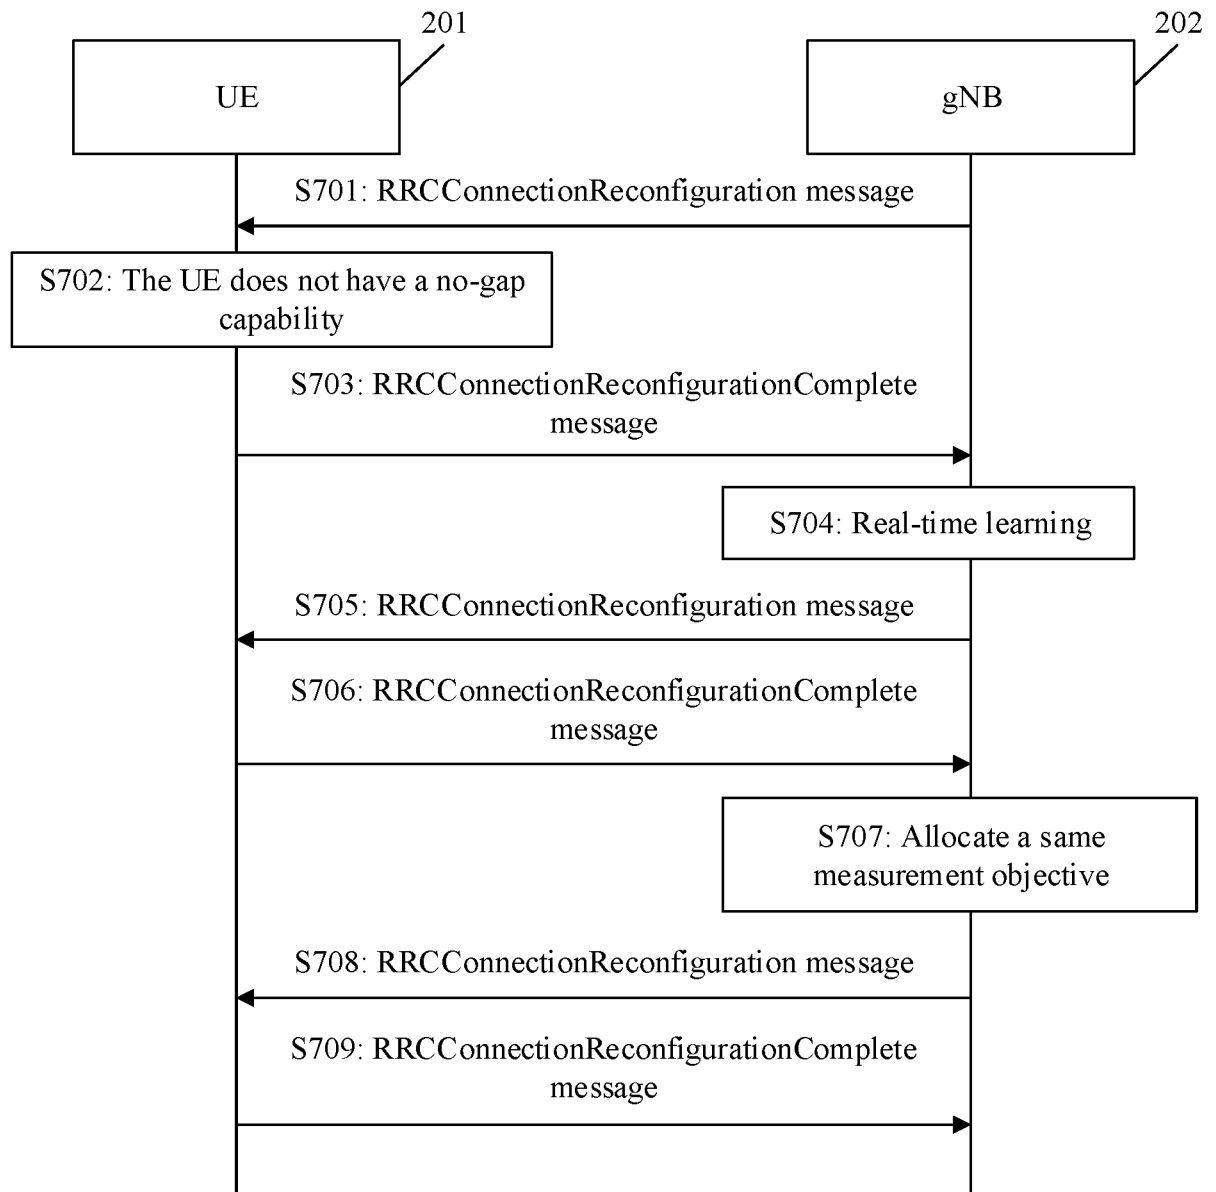 201
202
UE
gNB
S701: RRCConnectionReconfiguration message
S702: The UE does not have a no-gap
capability
S703: RRCConnectionReconfigurationComplete
message
S704: Real-time learning
S705: RRCConnectionReconfiguration message
S706: RRCConnectionReconfigurationComplete
message
S707: Allocate a same
measurement objective
S708: RRCConnectionReconfiguration message
S709: RRCConnectionReconfigurationComplete
message